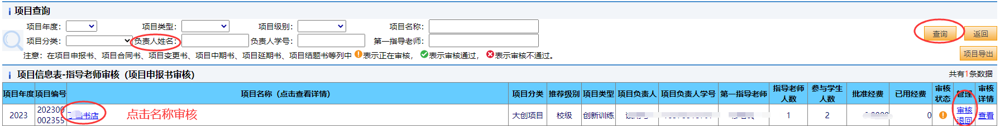 项目查询
项目年度： 项目类型： 项目级别： 项目名称：
项目分类： 负责人姓名： 负责人学号： 第一指导老师： 查询 返回
注意：在项目申报书、项目合同书、项目变更书、项目中期书、项目延期书、项目结题书等列中 表示正在审核， 表示审核通过， 表示审核不通过。 项目导出
项目信息表-指导老师审核（项目申报书审核） 共有1条数据
项目年度 项目编号 项目名称（点击查看详情） 项目分类 推荐级别 项目类型 项目负责人 项目负责人学号 第一指导老师 指导老师人数 参与学生人数 批准经费 已用经费 审核状态 管理 审核详情
2023 202300002355 书店 点击名称审核 大创项目 校级 创新训练 1 2 0 审核 退回 查看